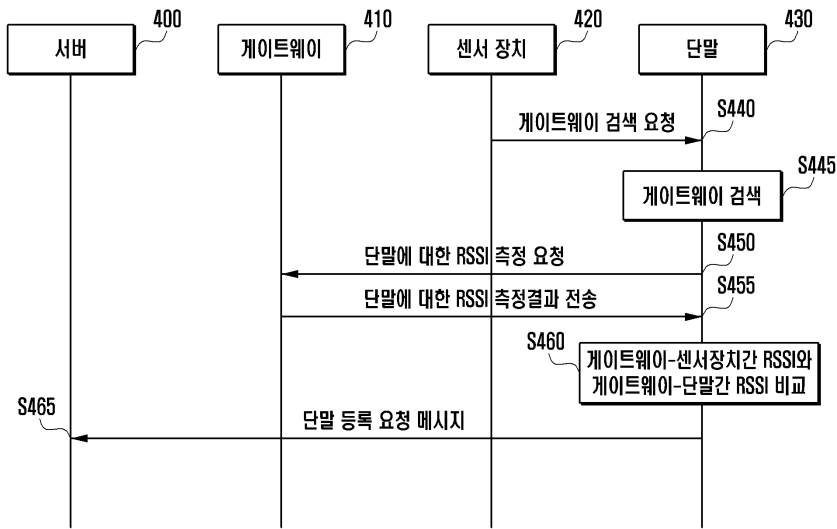 400
410
420
430
서버
게이트웨이
센서 장치
단말
게이트웨이 검색 요청
S440
S445
게이트웨이 검색
단말에 대한 RSSI 측정 요청
S450
단말에 대한 RSSI 측정결과 전송
S455
S460
게이트웨이-센서장치간 RSSI와
게이트웨이-단말간 RSSI 비교
S465
단말 등록 요청 메시지